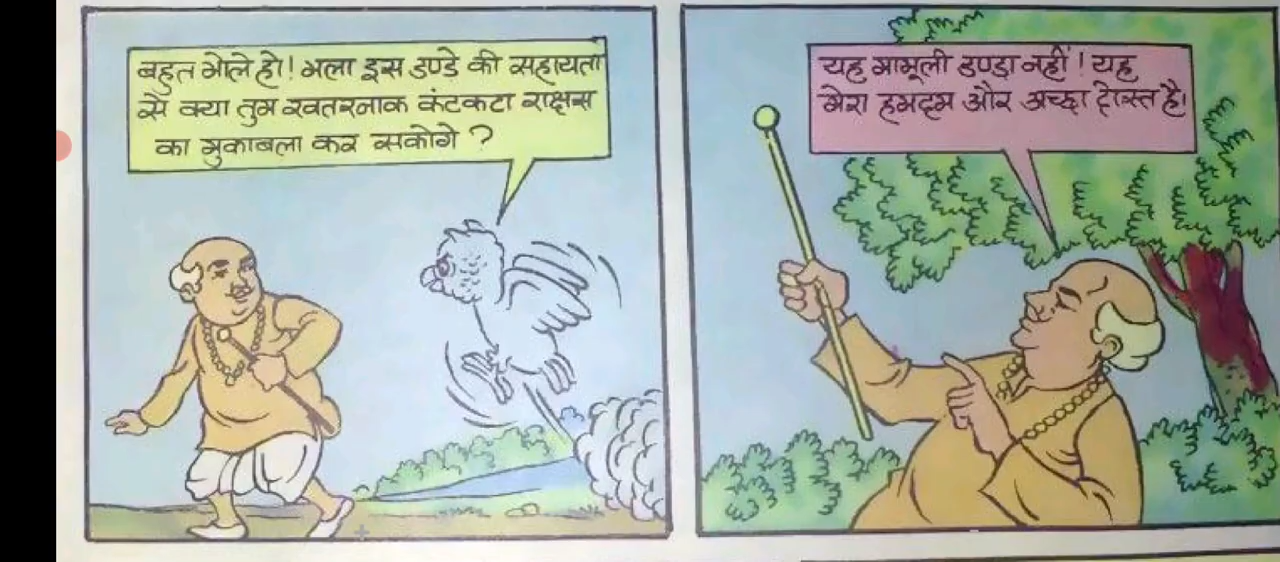 बहुत भोले हो! भला इस डण्डे की सहायता
से क्या तुम खतरनाक कंटकटा राक्षस
का मुकाबला कर सकोगे ?
यह मामूली डण्डा नहीं! यह
मेरा हमदम और अच्छा दोस्त है।